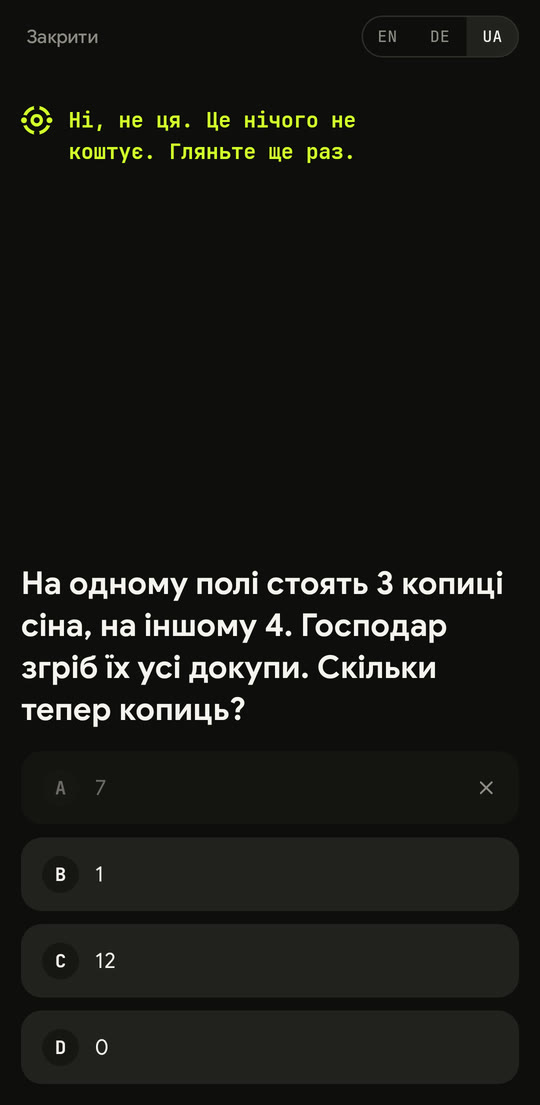 Закрити
EN DE UA
Ні, не ця. Це нічого не
коштує. Гляньте ще раз.
На одному полі стоять 3 копиці
сіна, на іншому 4. Господар
згріб їх усі докупи. Скільки
тепер копиць?
A 7
B 1
C 12
D 0